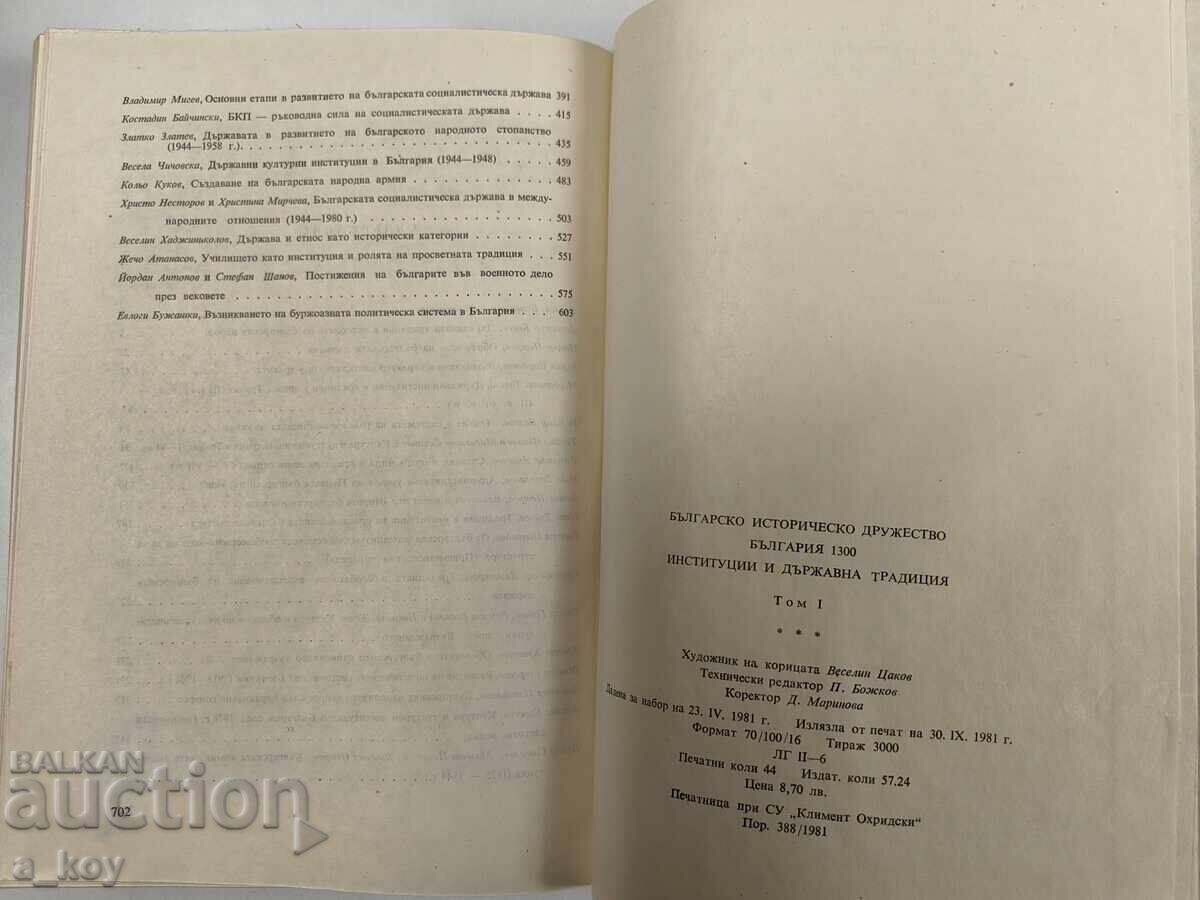 Владимир Мигев, Основни етапи в развитието на българската социалистическа държава 391
Костадин Байчински, БКП — ръководна сила на социалистическата държава . . . . 415
Златко Златев, Държавата в развитието на българското народното стопанство
(1944—1958 г.). . . . . . . . . . . . . . . . . . . . . . . . . 435
Весела Чичовска, Държавни културни институции в България (1944—1948) . . . . . 459
Кольо Куков, Създаване на българската народна армия . . . . . . . . . . . . . 483
Христо Несторов и Христина Мирчева, Българската социалистическа държава в между-
народните отношения (1944—1980 г.) . . . . . . . . . . . . . . . . 503
Веселин Хаджиниколов, Държава и етнос като исторически категории . . . . . . . . 527
Жечо Атанасов, Училището като институция и ролята на просветната традиция . . . 551
Йордан Антонов и Стефан Шанов, Постижения на българите във военното дело
през вековете . . . . . . . . . . . . . . . . . . . . . . . . . . . 575
Евлоги Бужашки, Възникването на буржоазната политическа система в България . . . 603
702
БЪЛГАРСКО ИСТОРИЧЕСКО ДРУЖЕСТВО
БЪЛГАРИЯ 1300
ИНСТИТУЦИИ И ДЪРЖАВНА ТРАДИЦИЯ
Том I
* * *
Художник на корицата Веселин Цаков
Технически редактор П. Божков
Коректор Д. Маринова
Дадена за набор на 23. IV. 1981 г. Излязла от печат на 30. IX. 1981 г.
Формат 70/100/16 Тираж 3000
ЛГ II—6
Печатни коли 44 Издат. коли 57.24
Цена 8,70 лв.
Печатница при СУ „Климент Охридски“
Пор. 388/1981
BALKAN
auction
a_koy